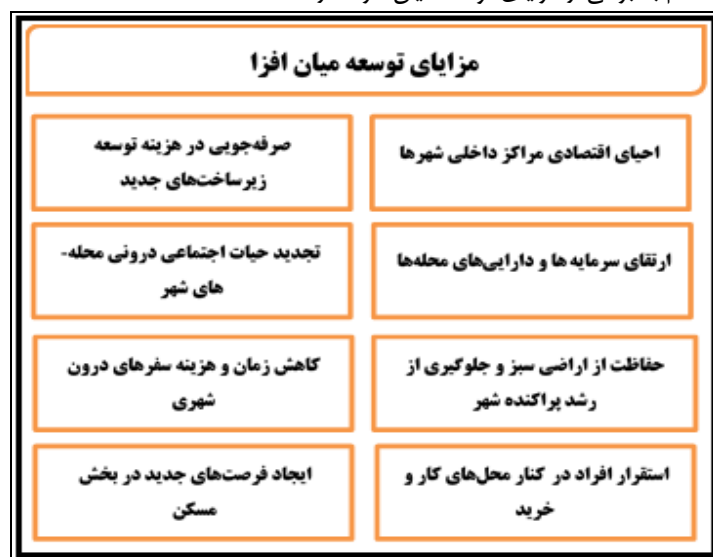 مزایای توسعه میان افزا
احیای اقتصادی مراکز داخلی شهرها
صرفه‌جویی در هزینه توسعه
زیرساخت‌های جدید
ارتقای سرمایه ها و دارایی‌های محله‌ها
تجدید حیات اجتماعی درونی محله-
های شهر
حفاظت از اراضی سبز و جلوگیری از
رشد پراکنده شهر
کاهش زمان و هزینه سفرهای درون
شهری
استقرار افراد در کنار محل‌های کار و
خرید
ایجاد فرصت‌های جدید در بخش
مسکن